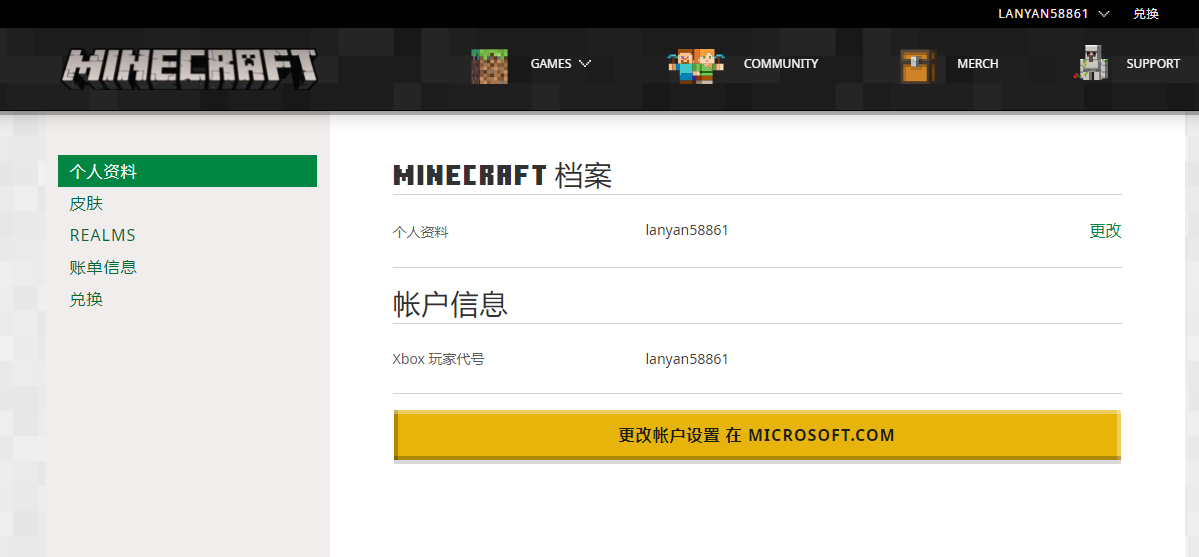 LANYAN58861 兑换
MINECRAFT GAMES COMMUNITY MERCH SUPPORT
个人资料
皮肤
REALMS
账单信息
兑换
MINECRAFT 档案
个人资料 lanyan58861 更改
帐户信息
Xbox 玩家代号 lanyan58861
更改帐户设置 在 MICROSOFT.COM